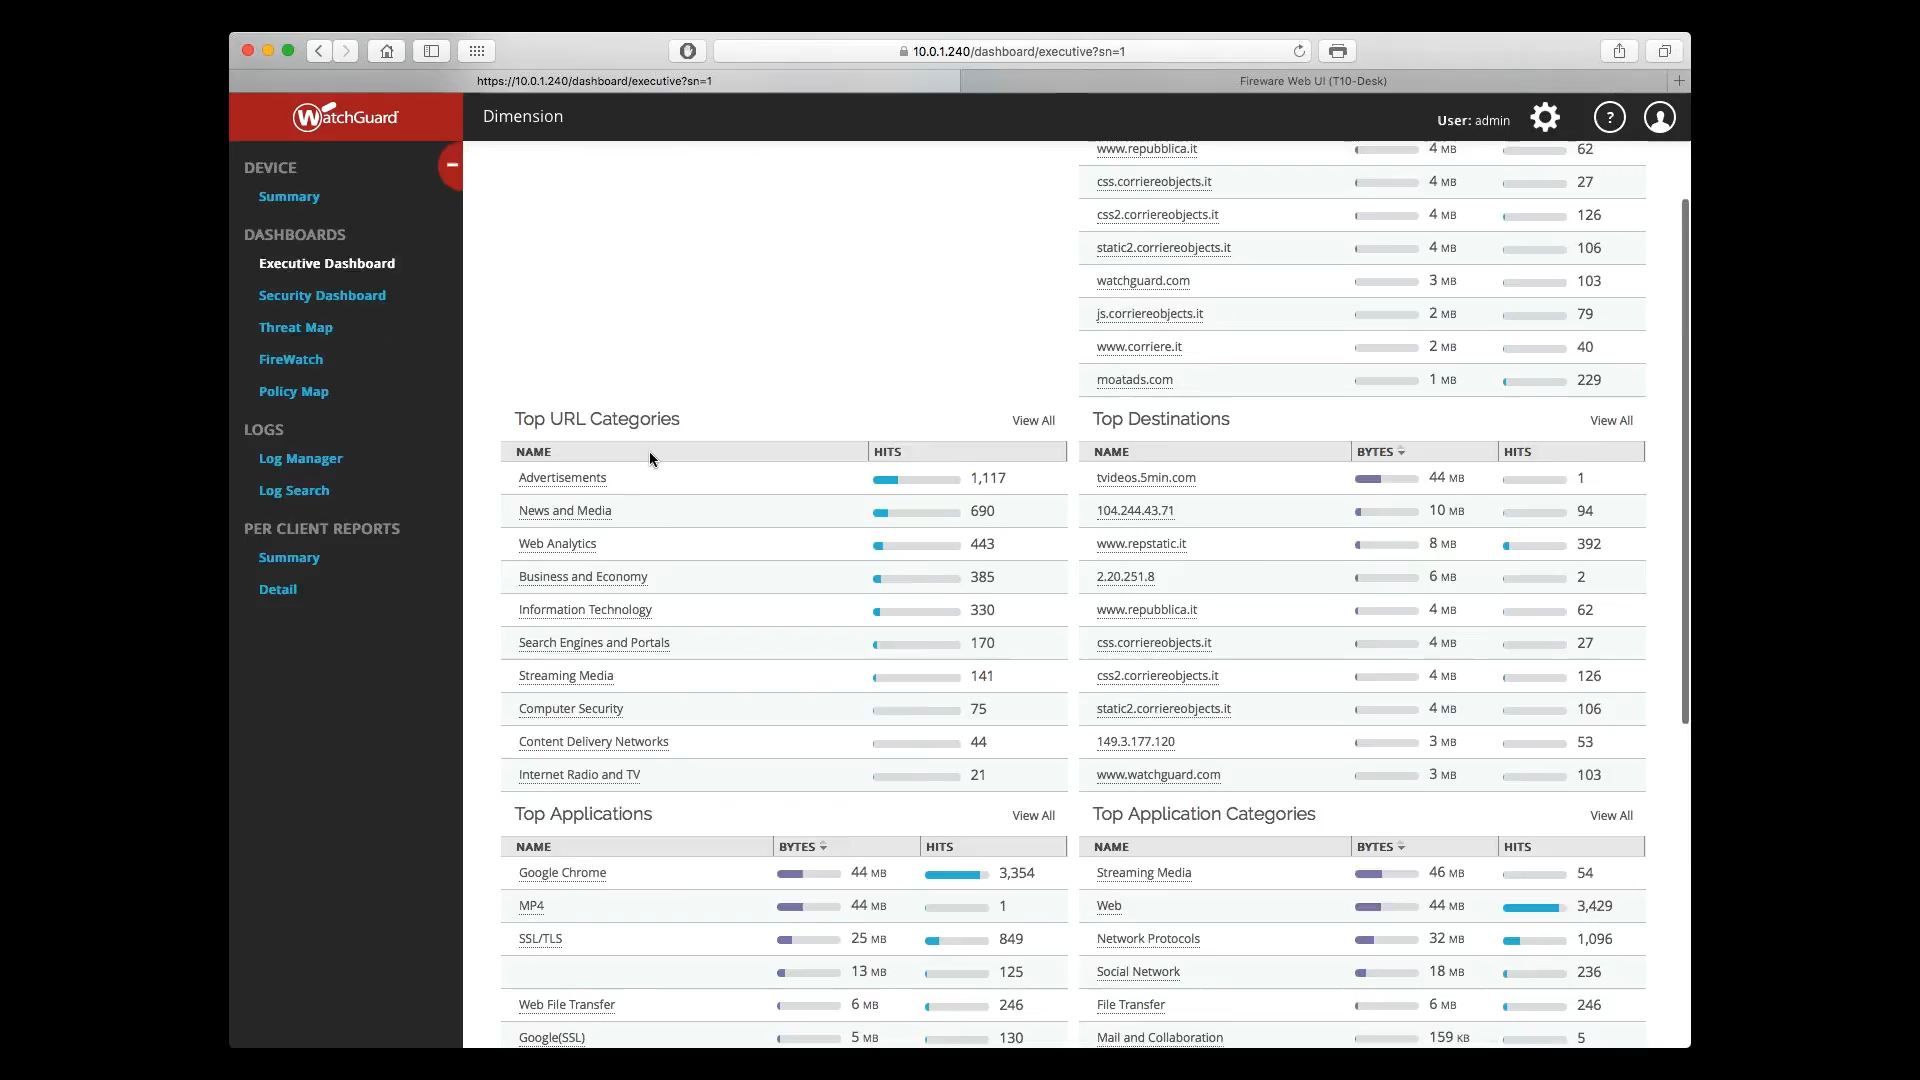 10.0.1.240/dashboard/executive?sn=1
https://10.0.1.240/dashboard/executive?sn=1
Fireware Web UI (T10-Desk)
WatchGuard
Dimension
User: admin
?
DEVICE
Summary
DASHBOARDS
Executive Dashboard
Security Dashboard
Threat Map
FireWatch
Policy Map
LOGS
Log Manager
Log Search
PER CLIENT REPORTS
Summary
Detail
www.repubblica.it 4 MB 62
css.corriereobjects.it 4 MB 27
css2.corriereobjects.it 4 MB 126
static2.corriereobjects.it 4 MB 106
watchguard.com 3 MB 103
js.corriereobjects.it 2 MB 79
www.corriere.it 2 MB 40
moatads.com 1 MB 229
Top URL Categories View All
NAME HITS
Advertisements 1,117
News and Media 690
Web Analytics 443
Business and Economy 385
Information Technology 330
Search Engines and Portals 170
Streaming Media 141
Computer Security 75
Content Delivery Networks 44
Internet Radio and TV 21
Top Destinations View All
NAME BYTES HITS
tvideos.5min.com 44 MB 1
104.244.43.71 10 MB 94
www.repstatic.it 8 MB 392
2.20.251.8 6 MB 2
www.repubblica.it 4 MB 62
css.corriereobjects.it 4 MB 27
css2.corriereobjects.it 4 MB 126
static2.corriereobjects.it 4 MB 106
149.3.177.120 3 MB 53
www.watchguard.com 3 MB 103
Top Applications View All
NAME BYTES HITS
Google Chrome 44 MB 3,354
MP4 44 MB 1
SSL/TLS 25 MB 849
13 MB 125
Web File Transfer 6 MB 246
Google(SSL) 5 MB 130
Top Application Categories View All
NAME BYTES HITS
Streaming Media 46 MB 54
Web 44 MB 3,429
Network Protocols 32 MB 1,096
Social Network 18 MB 236
File Transfer 6 MB 246
Mail and Collaboration 159 KB 5